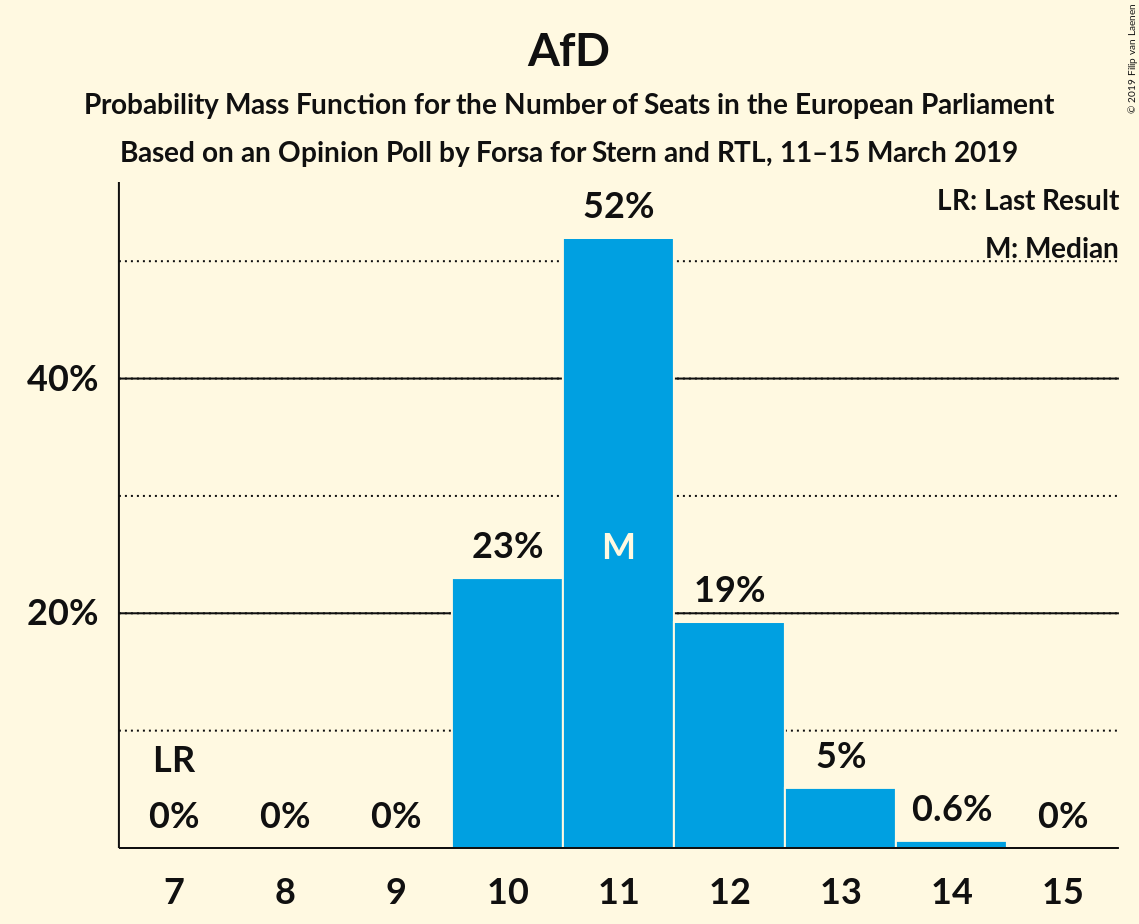 AfD
Probability Mass Function for the Number of Seats in the European Parliament
Based on an Opinion Poll by Forsa for Stern and RTL, 11–15 March 2019
© 2019 Filip van Laenen
LR: Last Result
M: Median
52%
40%
23%
M
19%
20%
LR
5%
0%
0%
0%
0.6%
0%
7 8 9 10 11 12 13 14 15